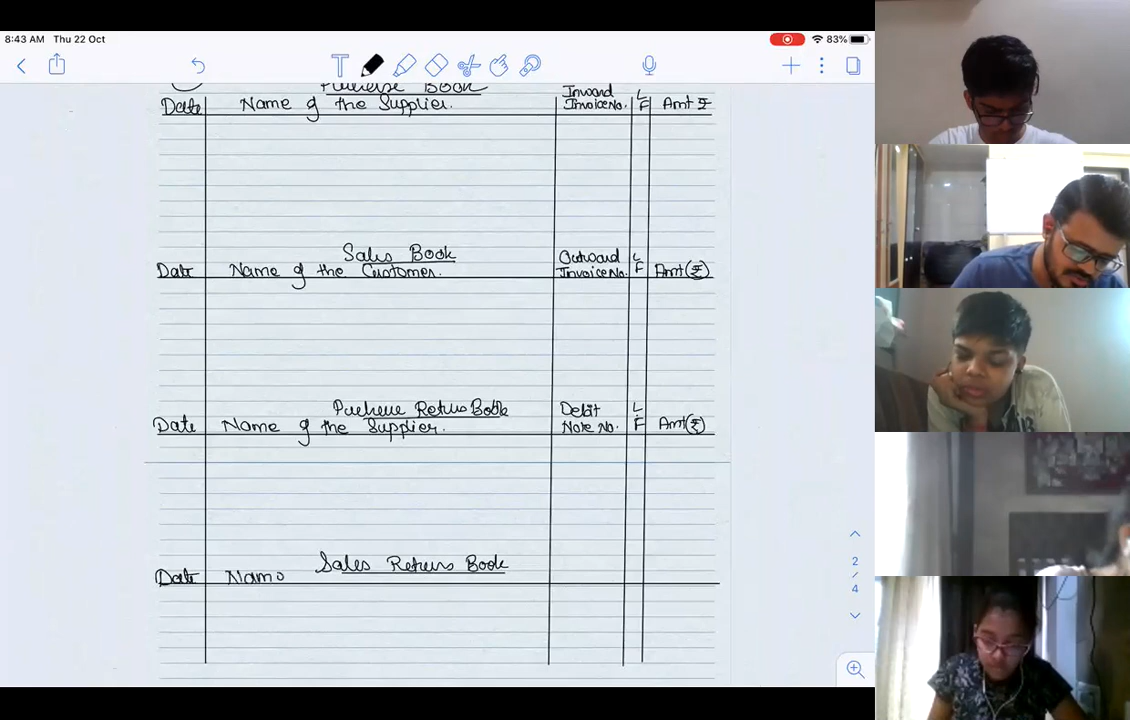 8:43 AM Thu 22 Oct
83%
T
Purchase Book
Date Name of the Supplier. Inward Invoice No. L F Amt ₹
Sales Book
Date Name of the Customer. Outward Invoice No. L F Amt (₹)
Purchase Return Book
Date Name of the Supplier. Debit Note No. L.F Amt (₹)
2
/
4
Sales Return Book
Date Name